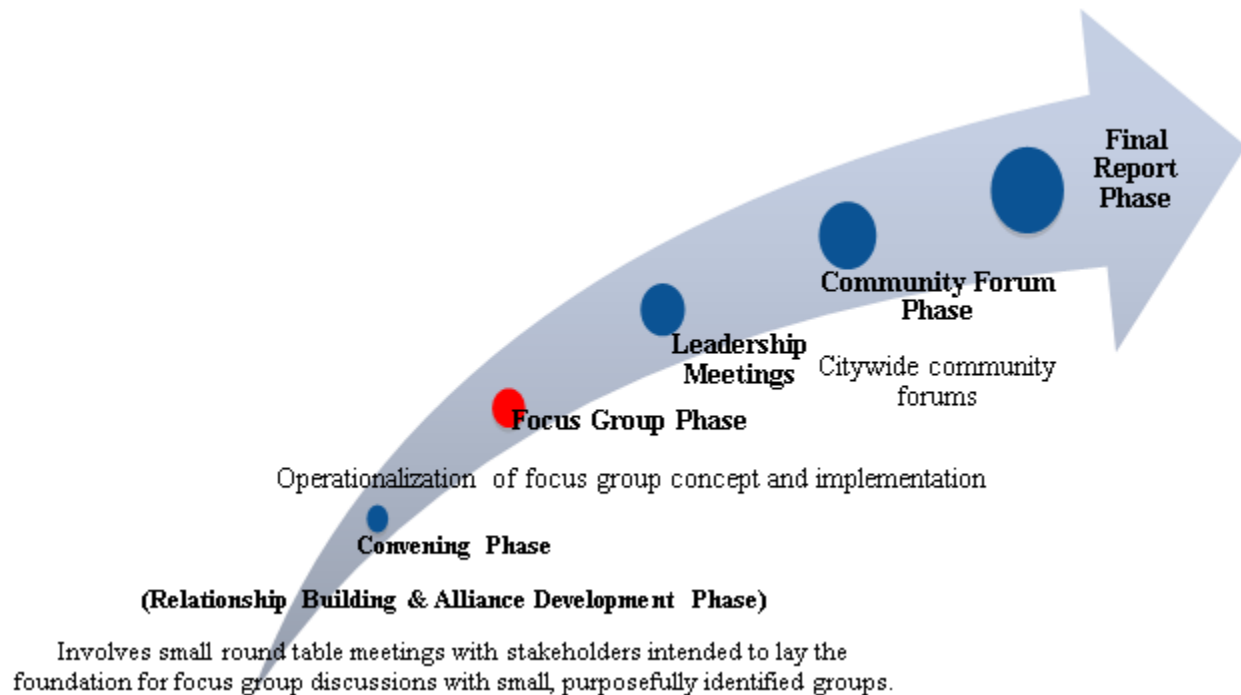 Final
Report
Phase
Community Forum
Phase
Citywide community
forums
Leadership
Meetings
Focus Group Phase
Operationalization of focus group concept and implementation
Convening Phase
(Relationship Building & Alliance Development Phase)
Involves small round table meetings with stakeholders intended to lay the
foundation for focus group discussions with small, purposefully identified groups.